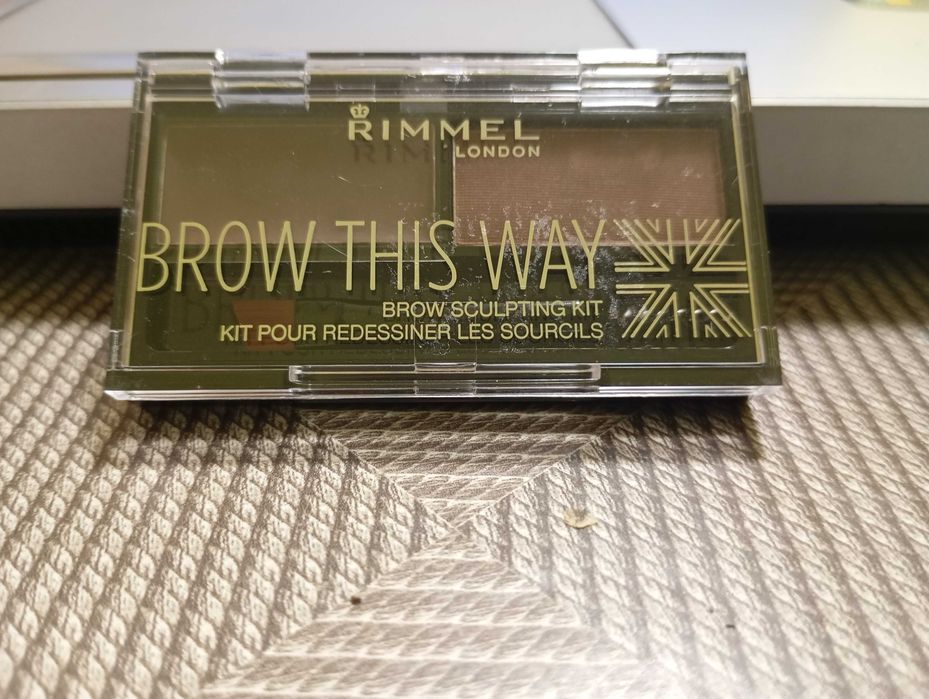 RIMMEL
LONDON
BROW THIS WAY
BROW SCULPTING KIT
KIT POUR REDESSINER LES SOURCILS